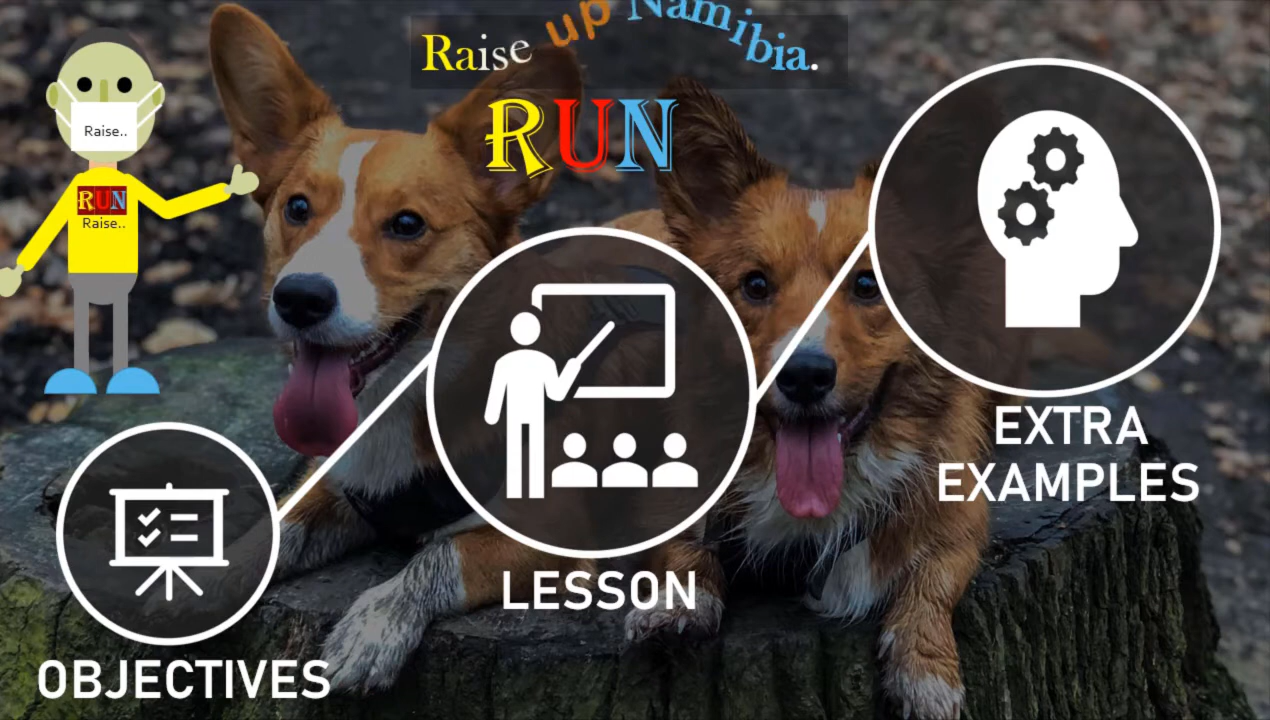 Raise up Namibia.
RUN
Raise..
RUN
Raise..
EXTRA
EXAMPLES
LESSON
OBJECTIVES